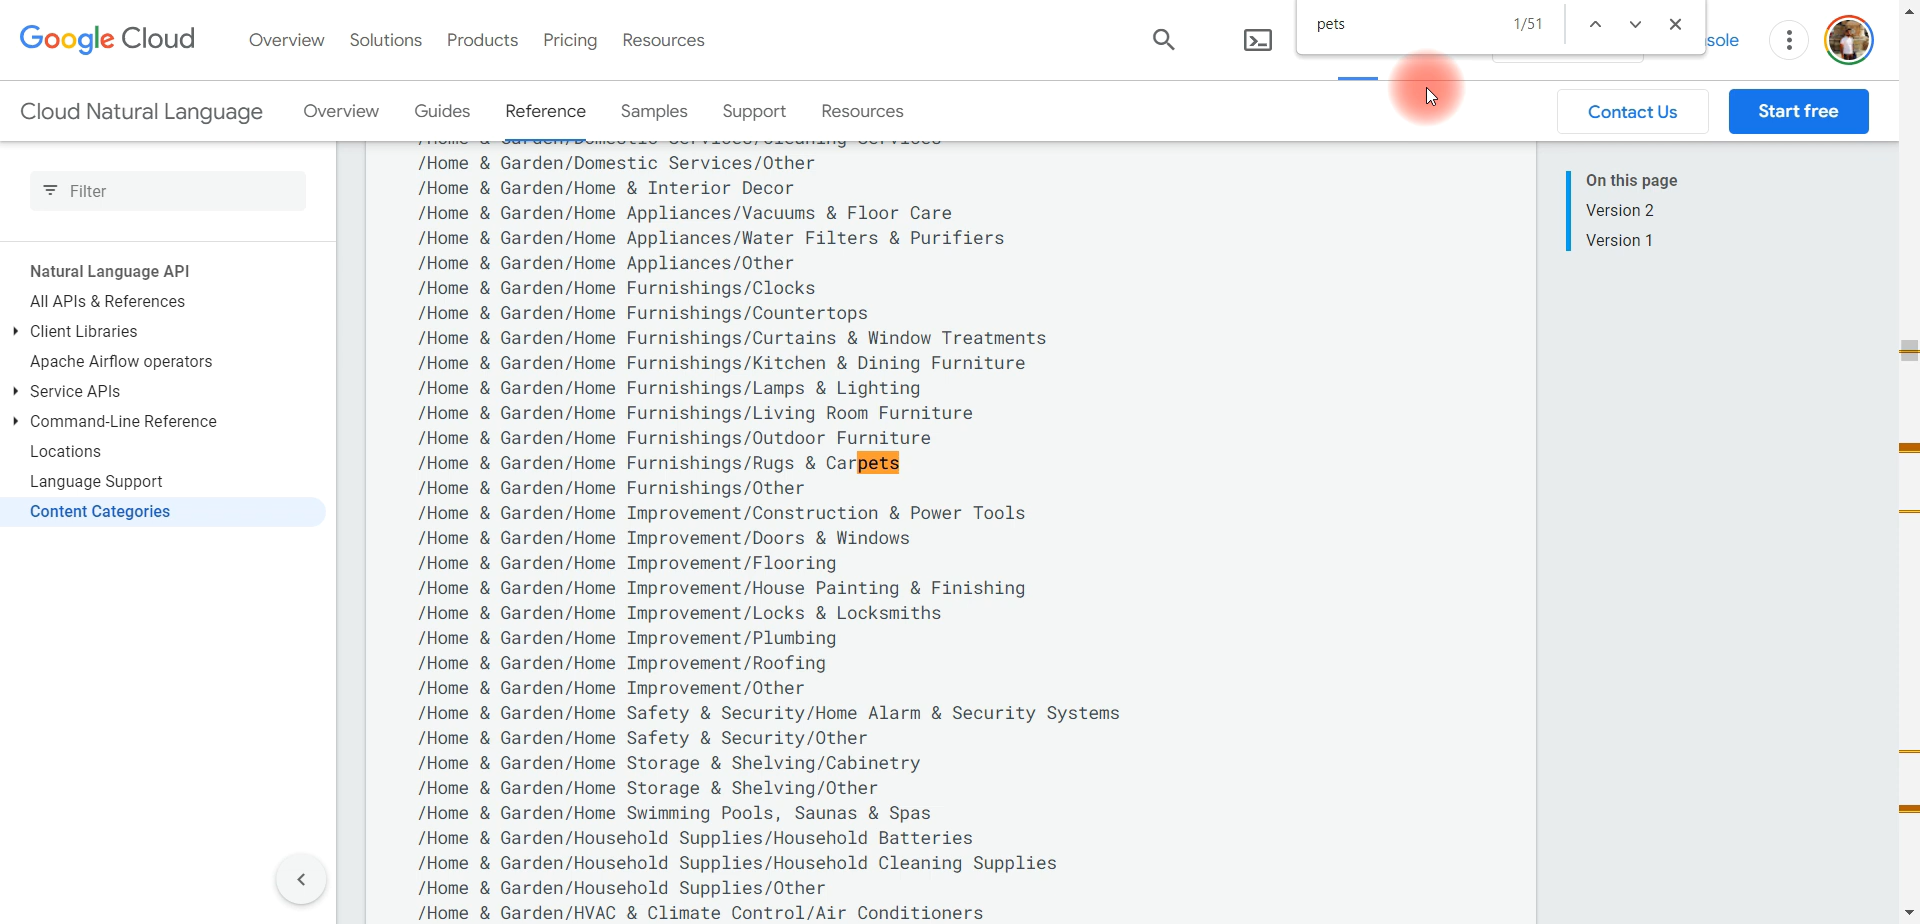 Google Cloud
Overview Solutions Products Pricing Resources
pets 1/51
sole
Cloud Natural Language
Overview Guides Reference Samples Support Resources
Contact Us
Start free
Filter
Natural Language API
All APIs & References
Client Libraries
Apache Airflow operators
Service APIs
Command-Line Reference
Locations
Language Support
Content Categories
/Home & Garden/Domestic Services/Cleaning Services
/Home & Garden/Domestic Services/Other
/Home & Garden/Home & Interior Decor
/Home & Garden/Home Appliances/Vacuums & Floor Care
/Home & Garden/Home Appliances/Water Filters & Purifiers
/Home & Garden/Home Appliances/Other
/Home & Garden/Home Furnishings/Clocks
/Home & Garden/Home Furnishings/Countertops
/Home & Garden/Home Furnishings/Curtains & Window Treatments
/Home & Garden/Home Furnishings/Kitchen & Dining Furniture
/Home & Garden/Home Furnishings/Lamps & Lighting
/Home & Garden/Home Furnishings/Living Room Furniture
/Home & Garden/Home Furnishings/Outdoor Furniture
/Home & Garden/Home Furnishings/Rugs & Carpets
/Home & Garden/Home Furnishings/Other
/Home & Garden/Home Improvement/Construction & Power Tools
/Home & Garden/Home Improvement/Doors & Windows
/Home & Garden/Home Improvement/Flooring
/Home & Garden/Home Improvement/House Painting & Finishing
/Home & Garden/Home Improvement/Locks & Locksmiths
/Home & Garden/Home Improvement/Plumbing
/Home & Garden/Home Improvement/Roofing
/Home & Garden/Home Improvement/Other
/Home & Garden/Home Safety & Security/Home Alarm & Security Systems
/Home & Garden/Home Safety & Security/Other
/Home & Garden/Home Storage & Shelving/Cabinetry
/Home & Garden/Home Storage & Shelving/Other
/Home & Garden/Home Swimming Pools, Saunas & Spas
/Home & Garden/Household Supplies/Household Batteries
/Home & Garden/Household Supplies/Household Cleaning Supplies
/Home & Garden/Household Supplies/Other
/Home & Garden/HVAC & Climate Control/Air Conditioners
On this page
Version 2
Version 1